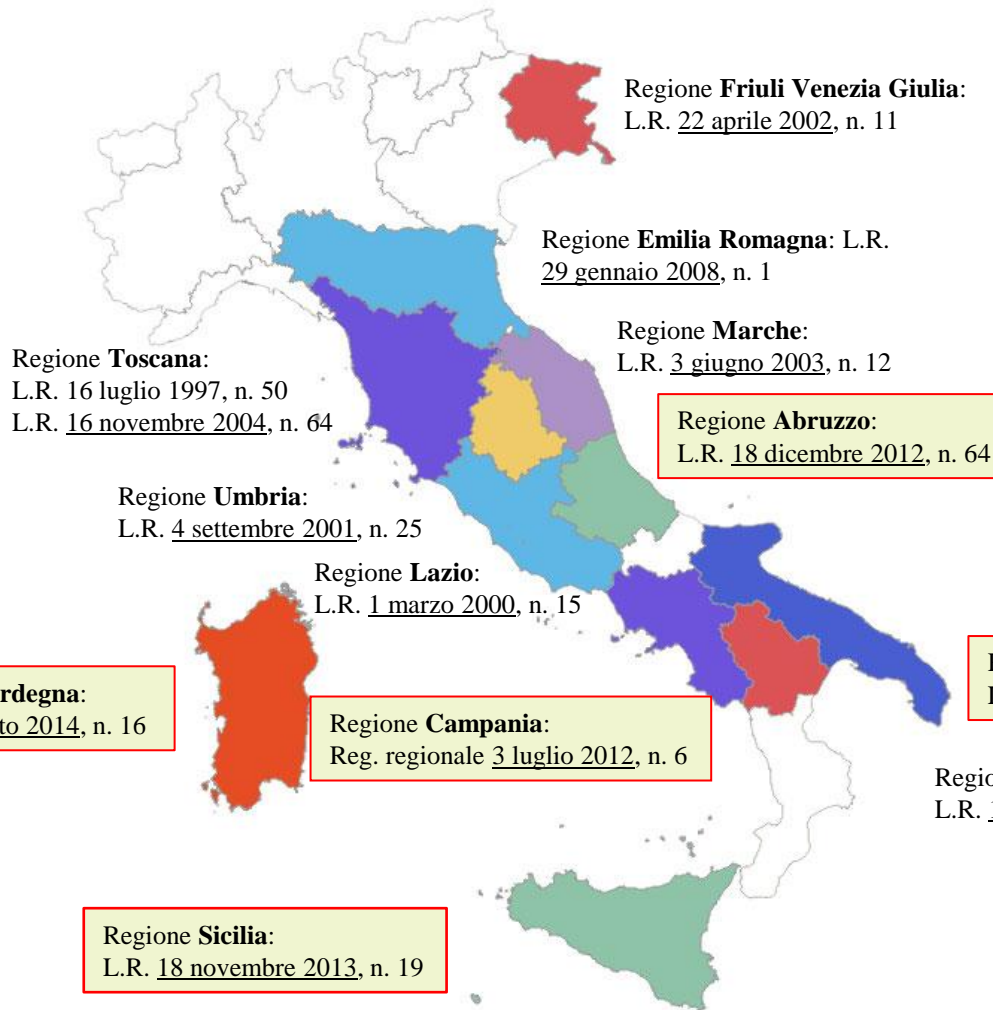 Regione Friuli Venezia Giulia:
L.R. 22 aprile 2002, n. 11
Regione Emilia Romagna: L.R.
29 gennaio 2008, n. 1
Regione Marche:
L.R. 3 giugno 2003, n. 12
Regione Toscana:
L.R. 16 luglio 1997, n. 50
L.R. 16 novembre 2004, n. 64
Regione Abruzzo:
L.R. 18 dicembre 2012, n. 64
Regione Umbria:
L.R. 4 settembre 2001, n. 25
Regione Lazio:
L.R. 1 marzo 2000, n. 15
rdegna:
to 2014, n. 16
Regione Campania:
Reg. regionale 3 luglio 2012, n. 6
Regio
L.R.
Regione Sicilia:
L.R. 18 novembre 2013, n. 19